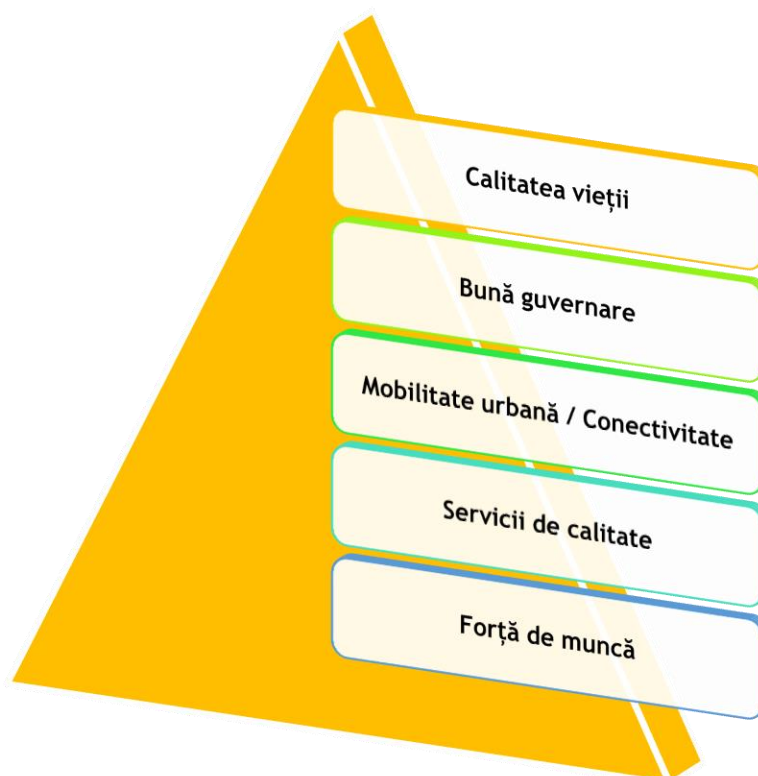 Calitatea vieții
Bună guvernare
Mobilitate urbană / Conectivitate
Servicii de calitate
Forță de muncă